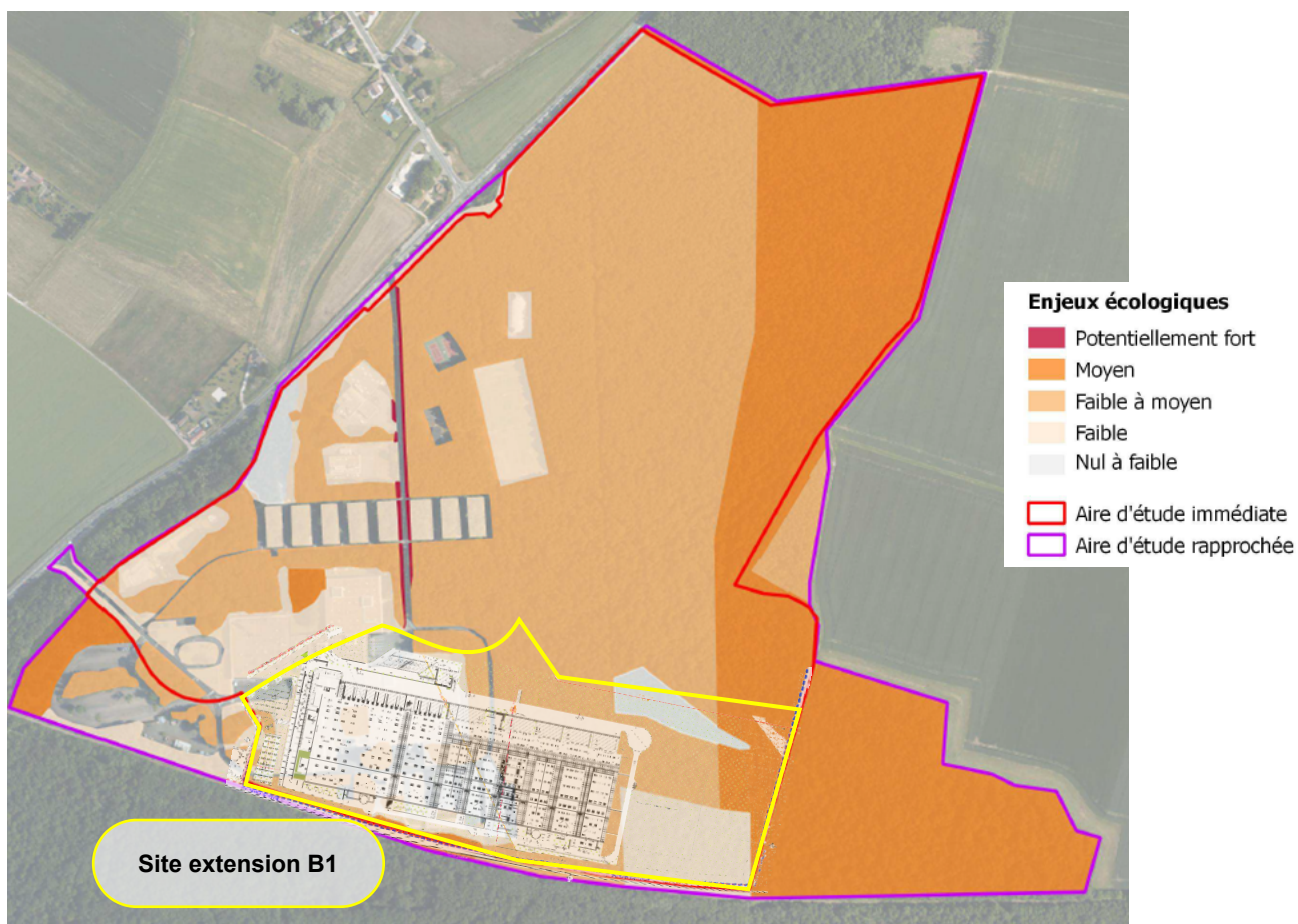 Enjeux écologiques
Potentiellement fort
Moyen
Faible à moyen
Faible
Nul à faible
Aire d'étude immédiate
Aire d'étude rapprochée
Site extension B1